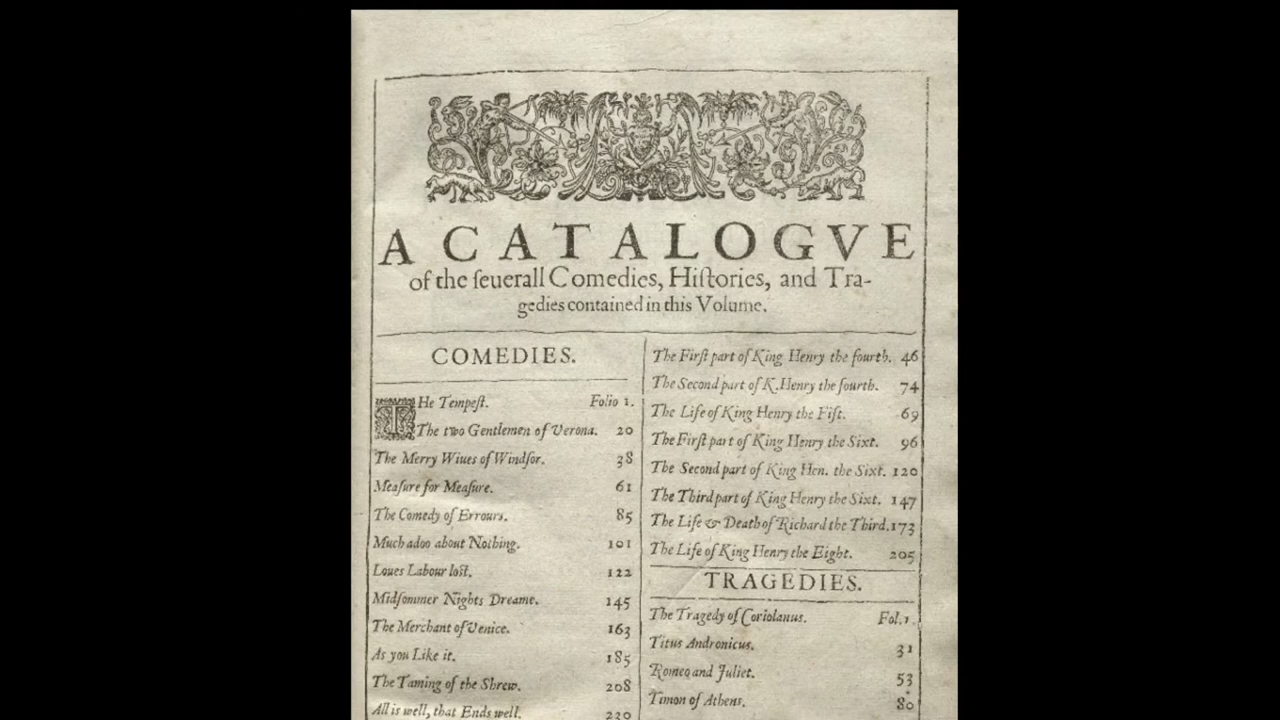 A CATALOGVE
of the ſeuerall Comedies, Hiſtories, and Tra-
gedies contained in this Volume.
COMEDIES.
THe Tempeſt. Folio 1.
The two Gentlemen of Verona. 20
The Merry Wiues of Windſor. 38
Meaſure for Meaſure. 61
The Comedy of Errours. 85
Much adoo about Nothing. 101
Loues Labour loſt. 122
Midſommer Nights Dreame. 145
The Merchant of Venice. 163
As you Like it. 185
The Taming of the Shrew. 208
All is well, that Ends well. 230
The Firſt part of King Henry the fourth. 46
The Second part of K. Henry the fourth. 74
The Life of King Henry the Fift. 69
The Firſt part of King Henry the Sixt. 96
The Second part of King Hen. the Sixt. 120
The Third part of King Henry the Sixt. 147
The Life & Death of Richard the Third. 173
The Life of King Henry the Eight. 205
TRAGEDIES.
The Tragedy of Coriolanus. Fol. 1.
Titus Andronicus. 31
Romeo and Juliet. 53
Timon of Athens. 80